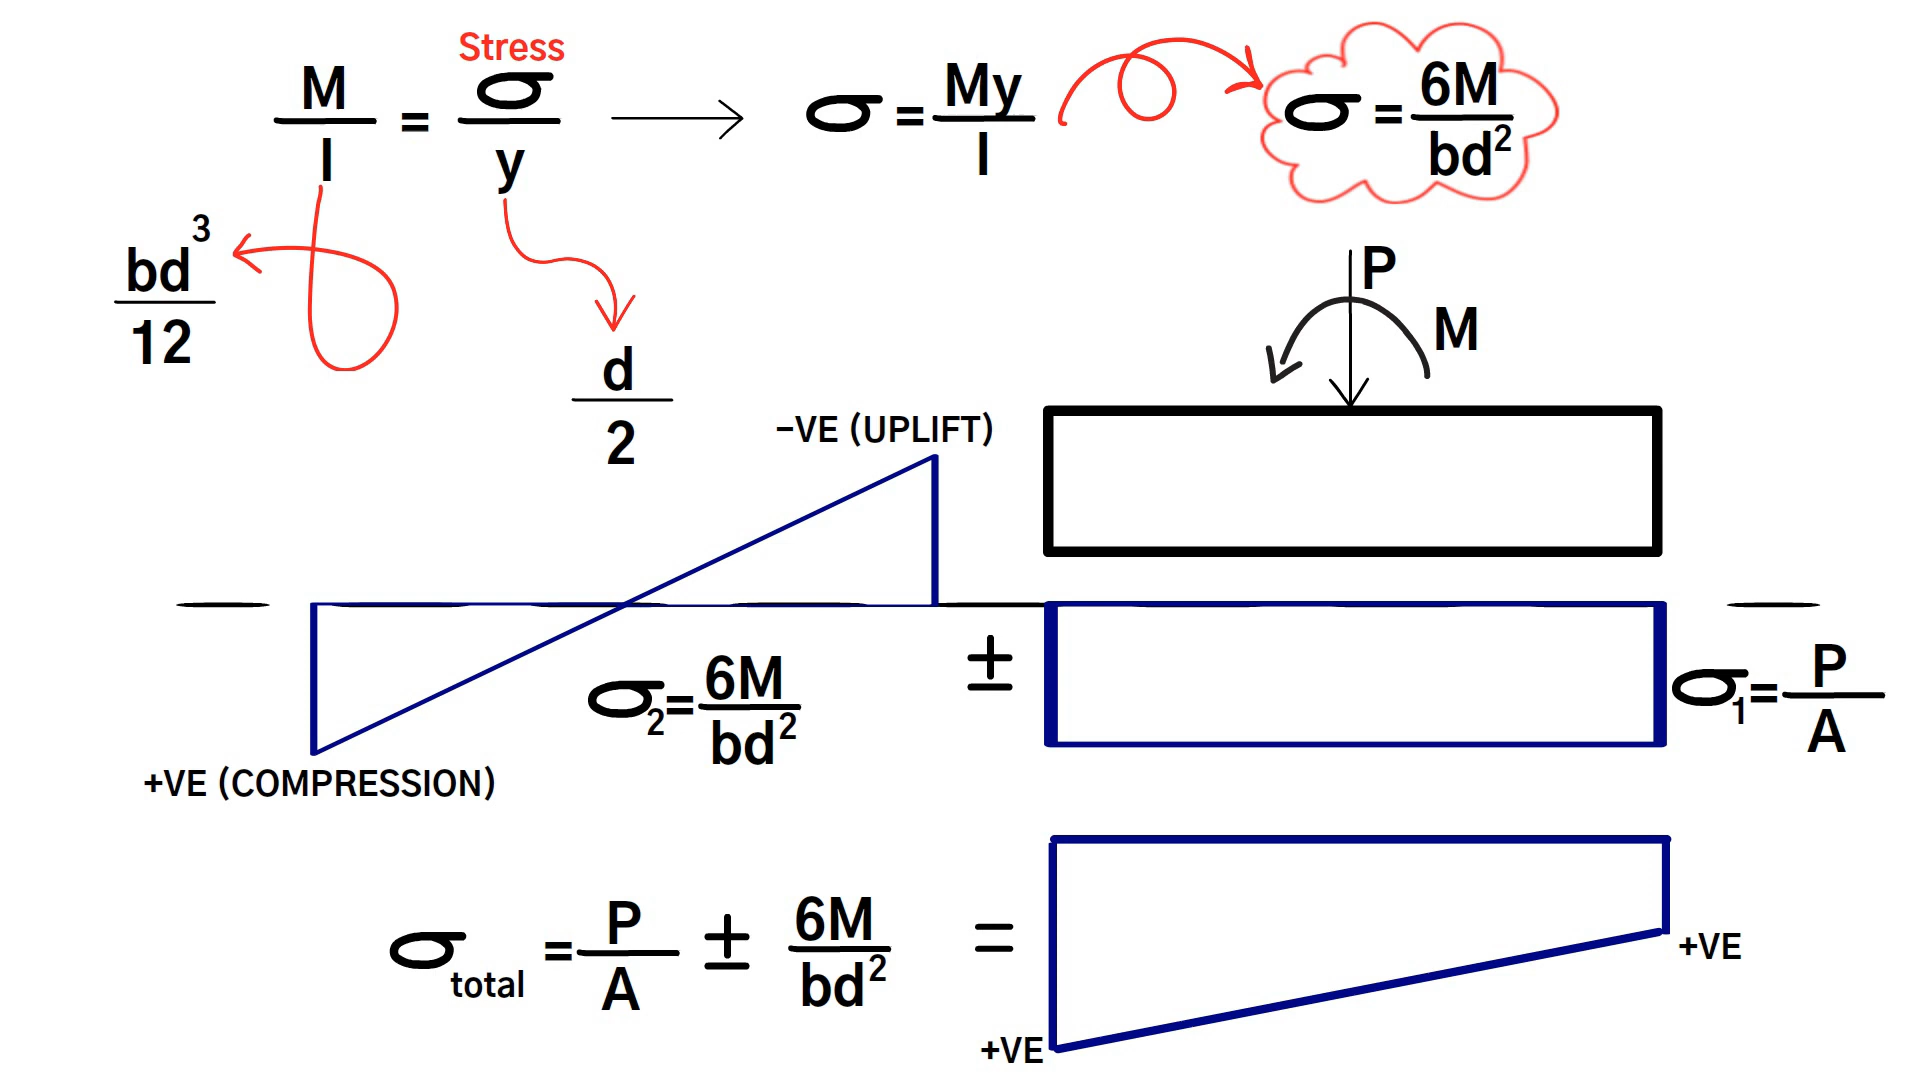 Stress
M/I = σ/y → σ = My/I
σ = 6M/bd²
bd³/12
d/2
P
M
−VE (UPLIFT)
+VE (COMPRESSION)
σ₂= 6M/bd²
±
σ₁= P/A
σtotal = P/A ± 6M/bd² =
+VE
+VE